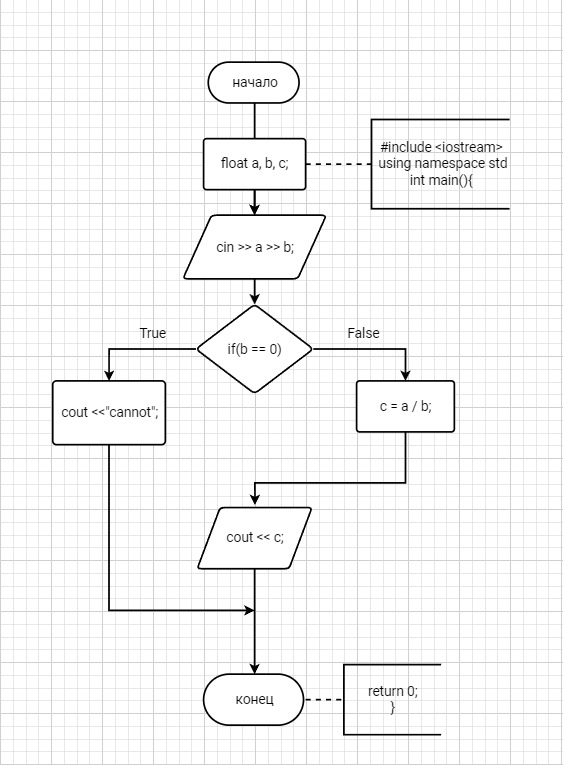 начало
float a, b, c;
#include <iostream>
using namespace std
int main(){
cin >> a >> b;
if(b == 0)
True
False
cout <<"cannot";
c = a / b;
cout << c;
конец
return 0;
}